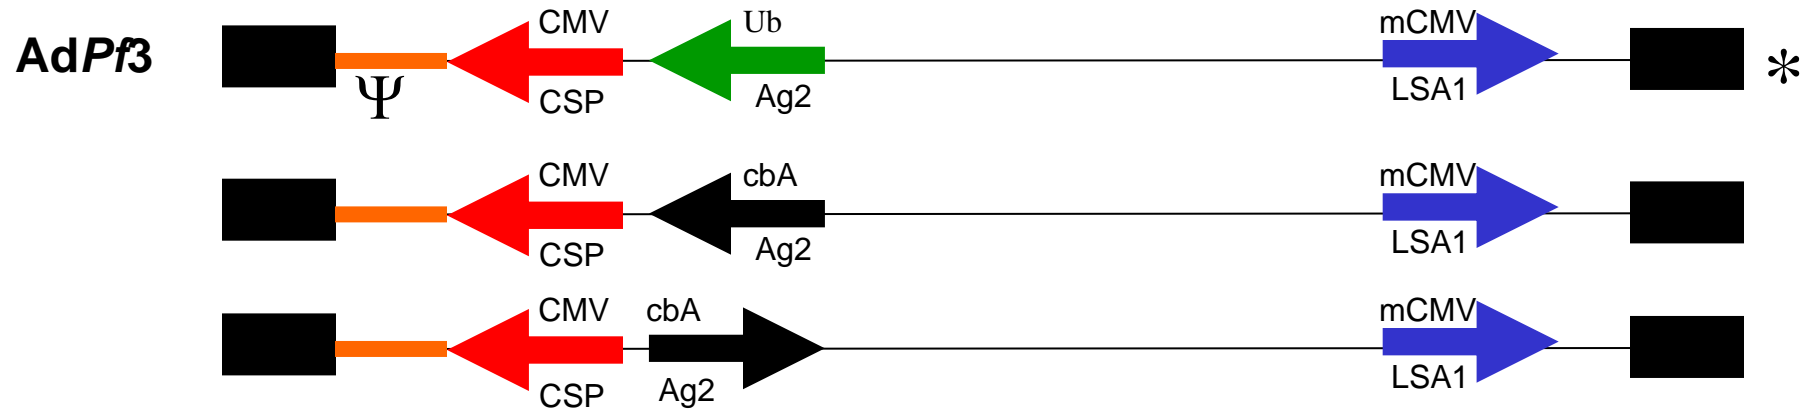 CMV Ub mCMV
AdPf3 *
Ψ CSP Ag2 LSA1
CMV cbA mCMV
CSP Ag2 LSA1
CMV cbA mCMV
CSP Ag2 LSA1